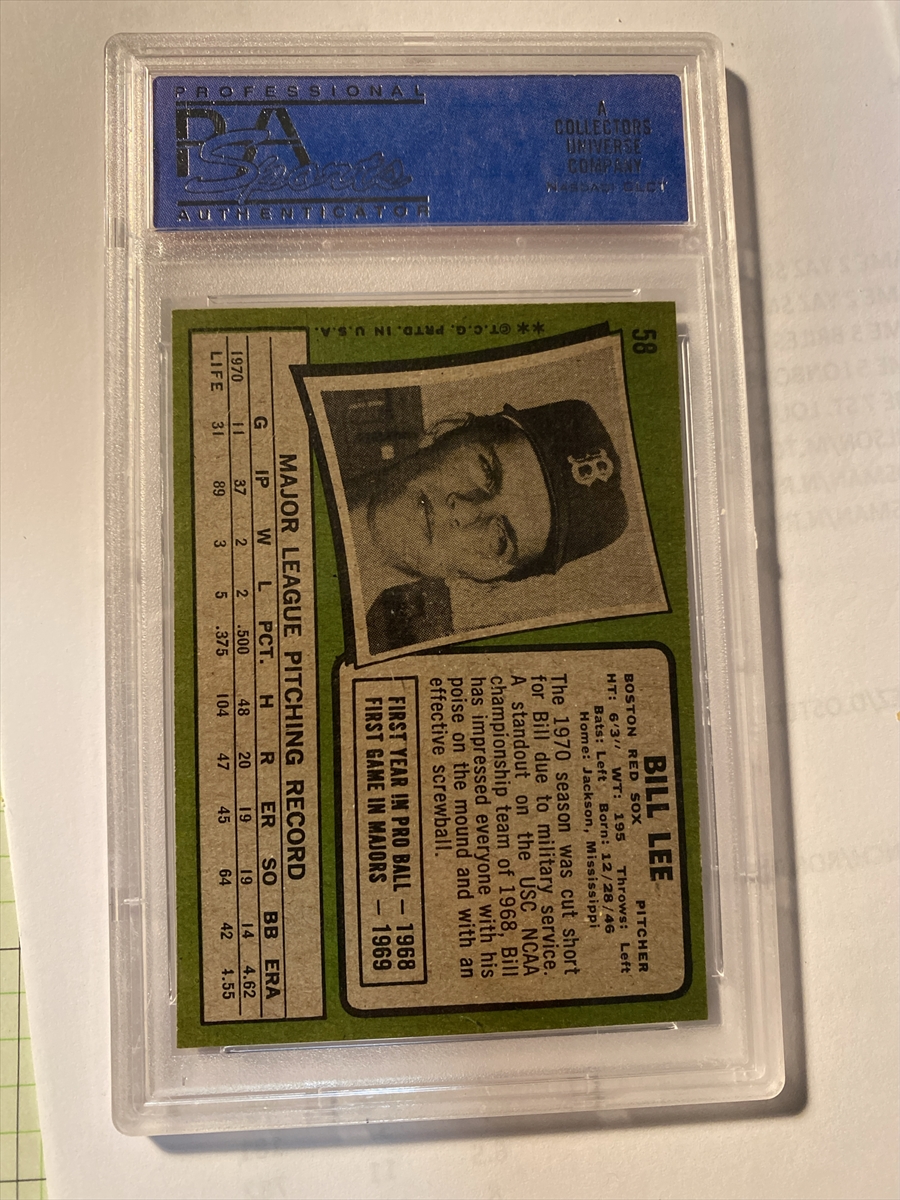 PROFESSIONAL
PSA
Sports
AUTHENTICATOR
A
COLLECTORS
UNIVERSE
COMPANY
NASDAQ: CLCT
58
**©T.C.G. PRTD. IN U.S.A.
B
BILL LEE PITCHER
BOSTON RED SOX
HT: 6'3'' WT: 195 Throws: Left
Bats: Left Born: 12/28/46
Home: Jackson, Mississippi
The 1970 season was cut short
for Bill due to military service.
A standout on the USC NCAA
championship team of 1968, Bill
has impressed everyone with his
poise on the mound and with an
effective screwball.
FIRST YEAR IN PRO BALL — 1968
FIRST GAME IN MAJORS — 1969
MAJOR LEAGUE PITCHING RECORD
G IP W L PCT. H R ER SO BB ERA
1970 11 37 2 2 .500 48 20 19 19 14 4.62
LIFE 31 89 3 5 .375 104 47 45 64 42 4.55